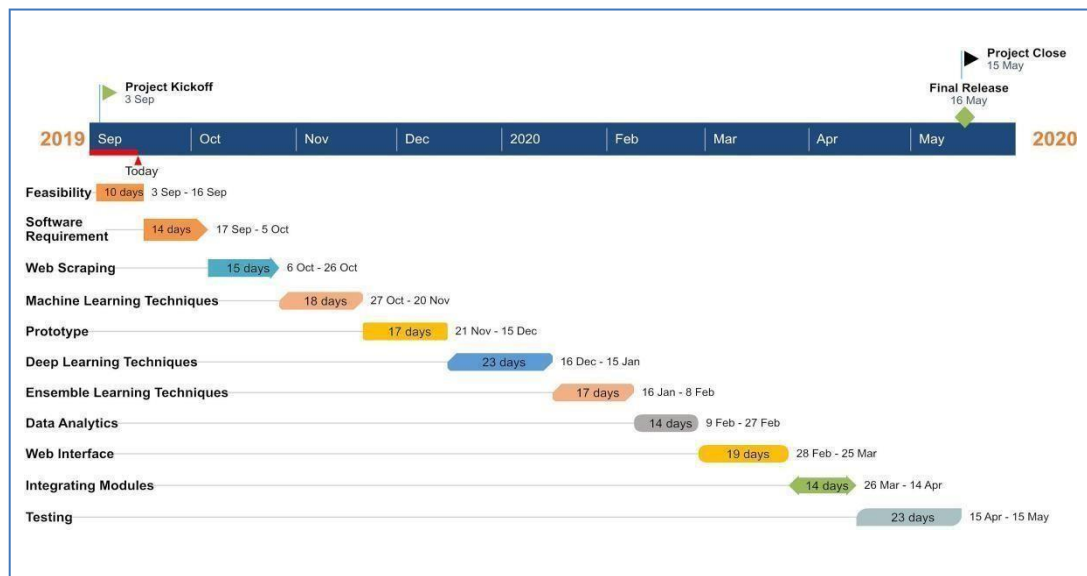 Project Close
15 May
Project Kickoff
3 Sep
Final Release
16 May
2019 Sep Oct Nov Dec 2020 Feb Mar Apr May 2020
Today
Feasibility 10 days 3 Sep - 16 Sep
Software
Requirement 14 days 17 Sep - 5 Oct
Web Scraping 15 days 6 Oct - 26 Oct
Machine Learning Techniques 18 days 27 Oct - 20 Nov
Prototype 17 days 21 Nov - 15 Dec
Deep Learning Techniques 23 days 16 Dec - 15 Jan
Ensemble Learning Techniques 17 days 16 Jan - 8 Feb
Data Analytics 14 days 9 Feb - 27 Feb
Web Interface 19 days 28 Feb - 25 Mar
Integrating Modules 14 days 26 Mar - 14 Apr
Testing 23 days 15 Apr - 15 May